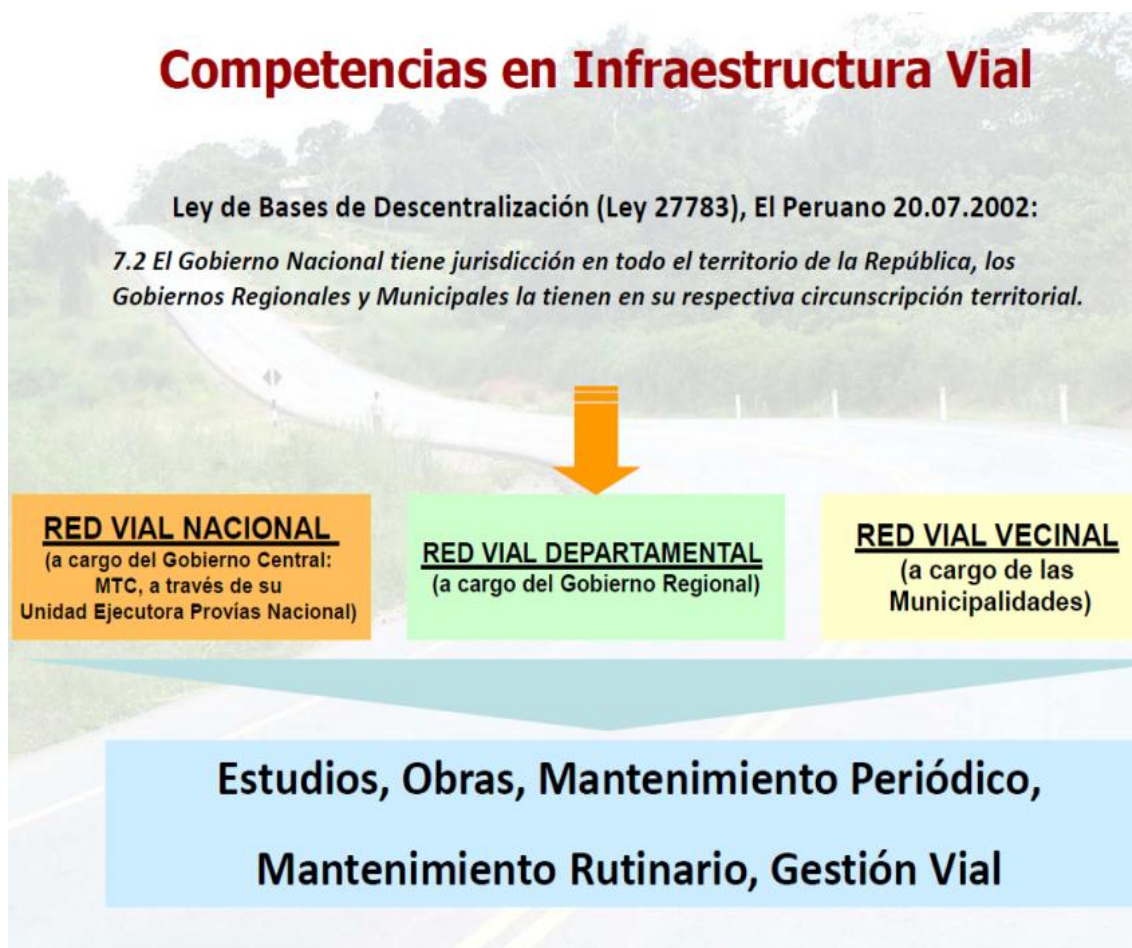 Competencias en Infraestructura Vial
Ley de Bases de Descentralización (Ley 27783), El Peruano 20.07.2002:
7.2 El Gobierno Nacional tiene jurisdicción en todo el territorio de la República, los
Gobiernos Regionales y Municipales la tienen en su respectiva circunscripción territorial.
RED VIAL NACIONAL
(a cargo del Gobierno Central:
MTC, a través de su
Unidad Ejecutora Provías Nacional)
RED VIAL DEPARTAMENTAL
(a cargo del Gobierno Regional)
RED VIAL VECINAL
(a cargo de las
Municipalidades)
Estudios, Obras, Mantenimiento Periódico,
Mantenimiento Rutinario, Gestión Vial